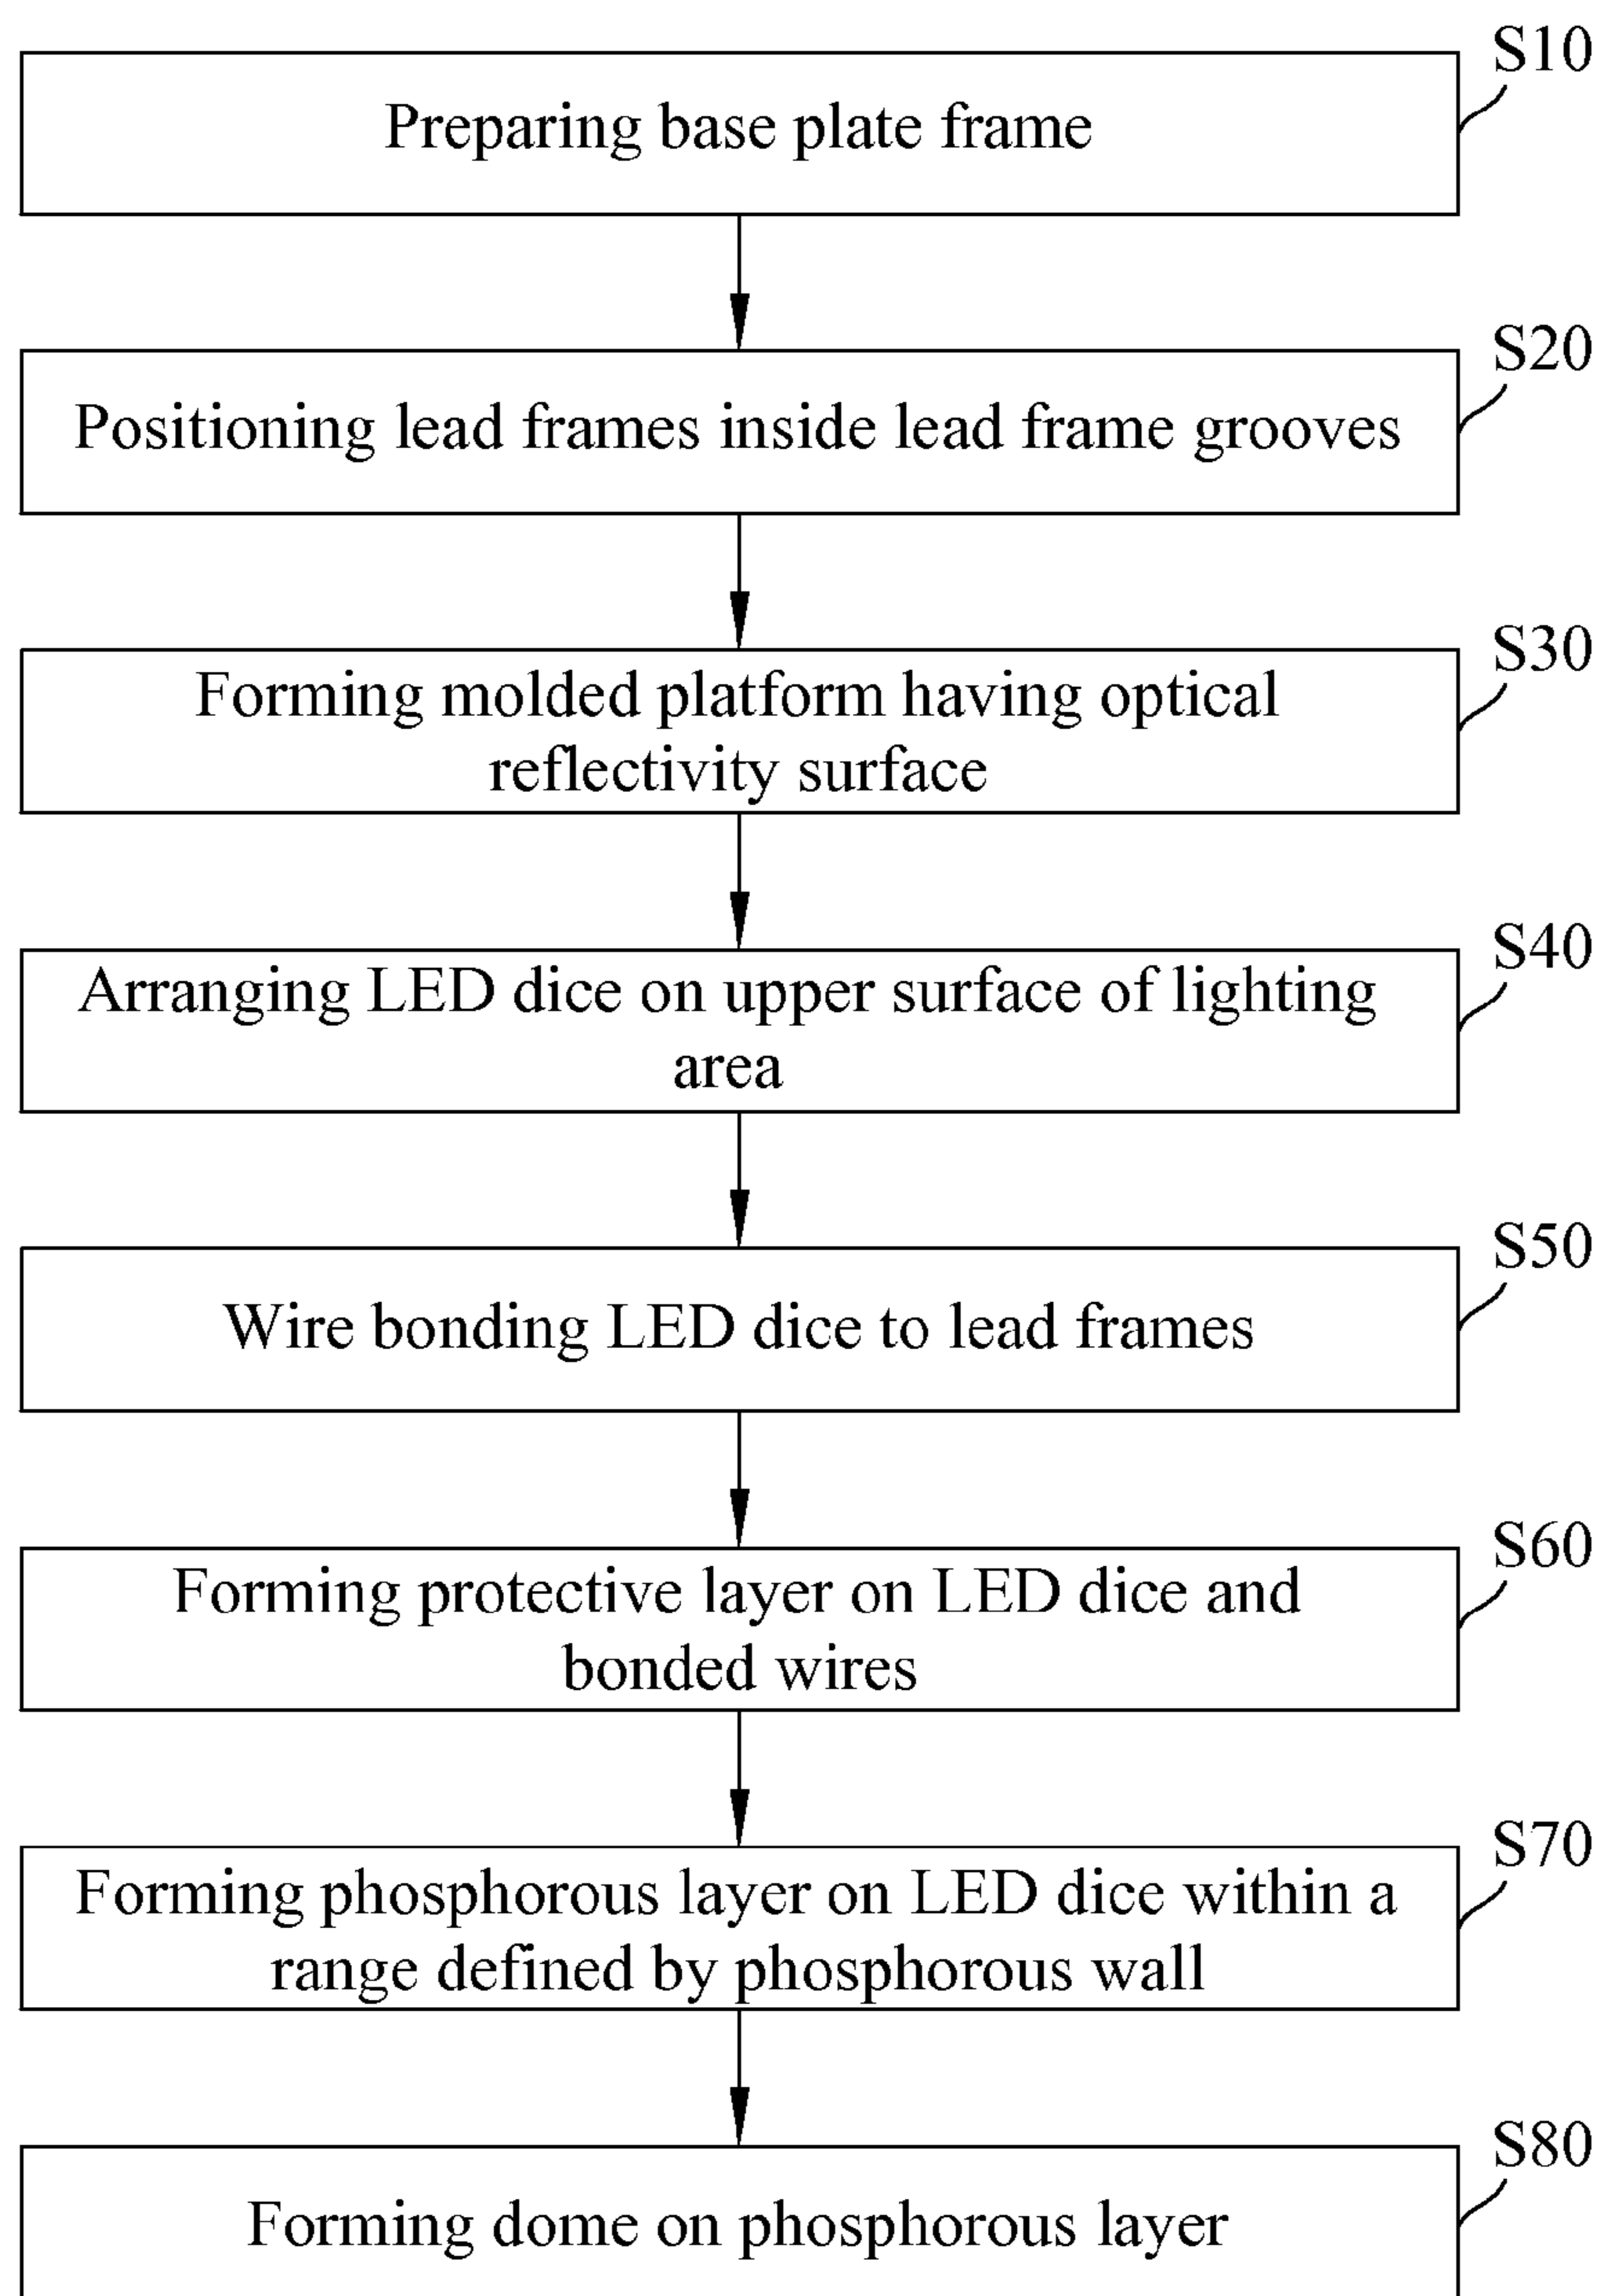 S10
Preparing base plate frame
S20
Positioning lead frames inside lead frame grooves
S30
Forming molded platform having optical
reflectivity surface
S40
Arranging LED dice on upper surface of lighting
area
S50
Wire bonding LED dice to lead frames
S60
Forming protective layer on LED dice and
bonded wires
S70
Forming phosphorous layer on LED dice within a
range defined by phosphorous wall
S80
Forming dome on phosphorous layer